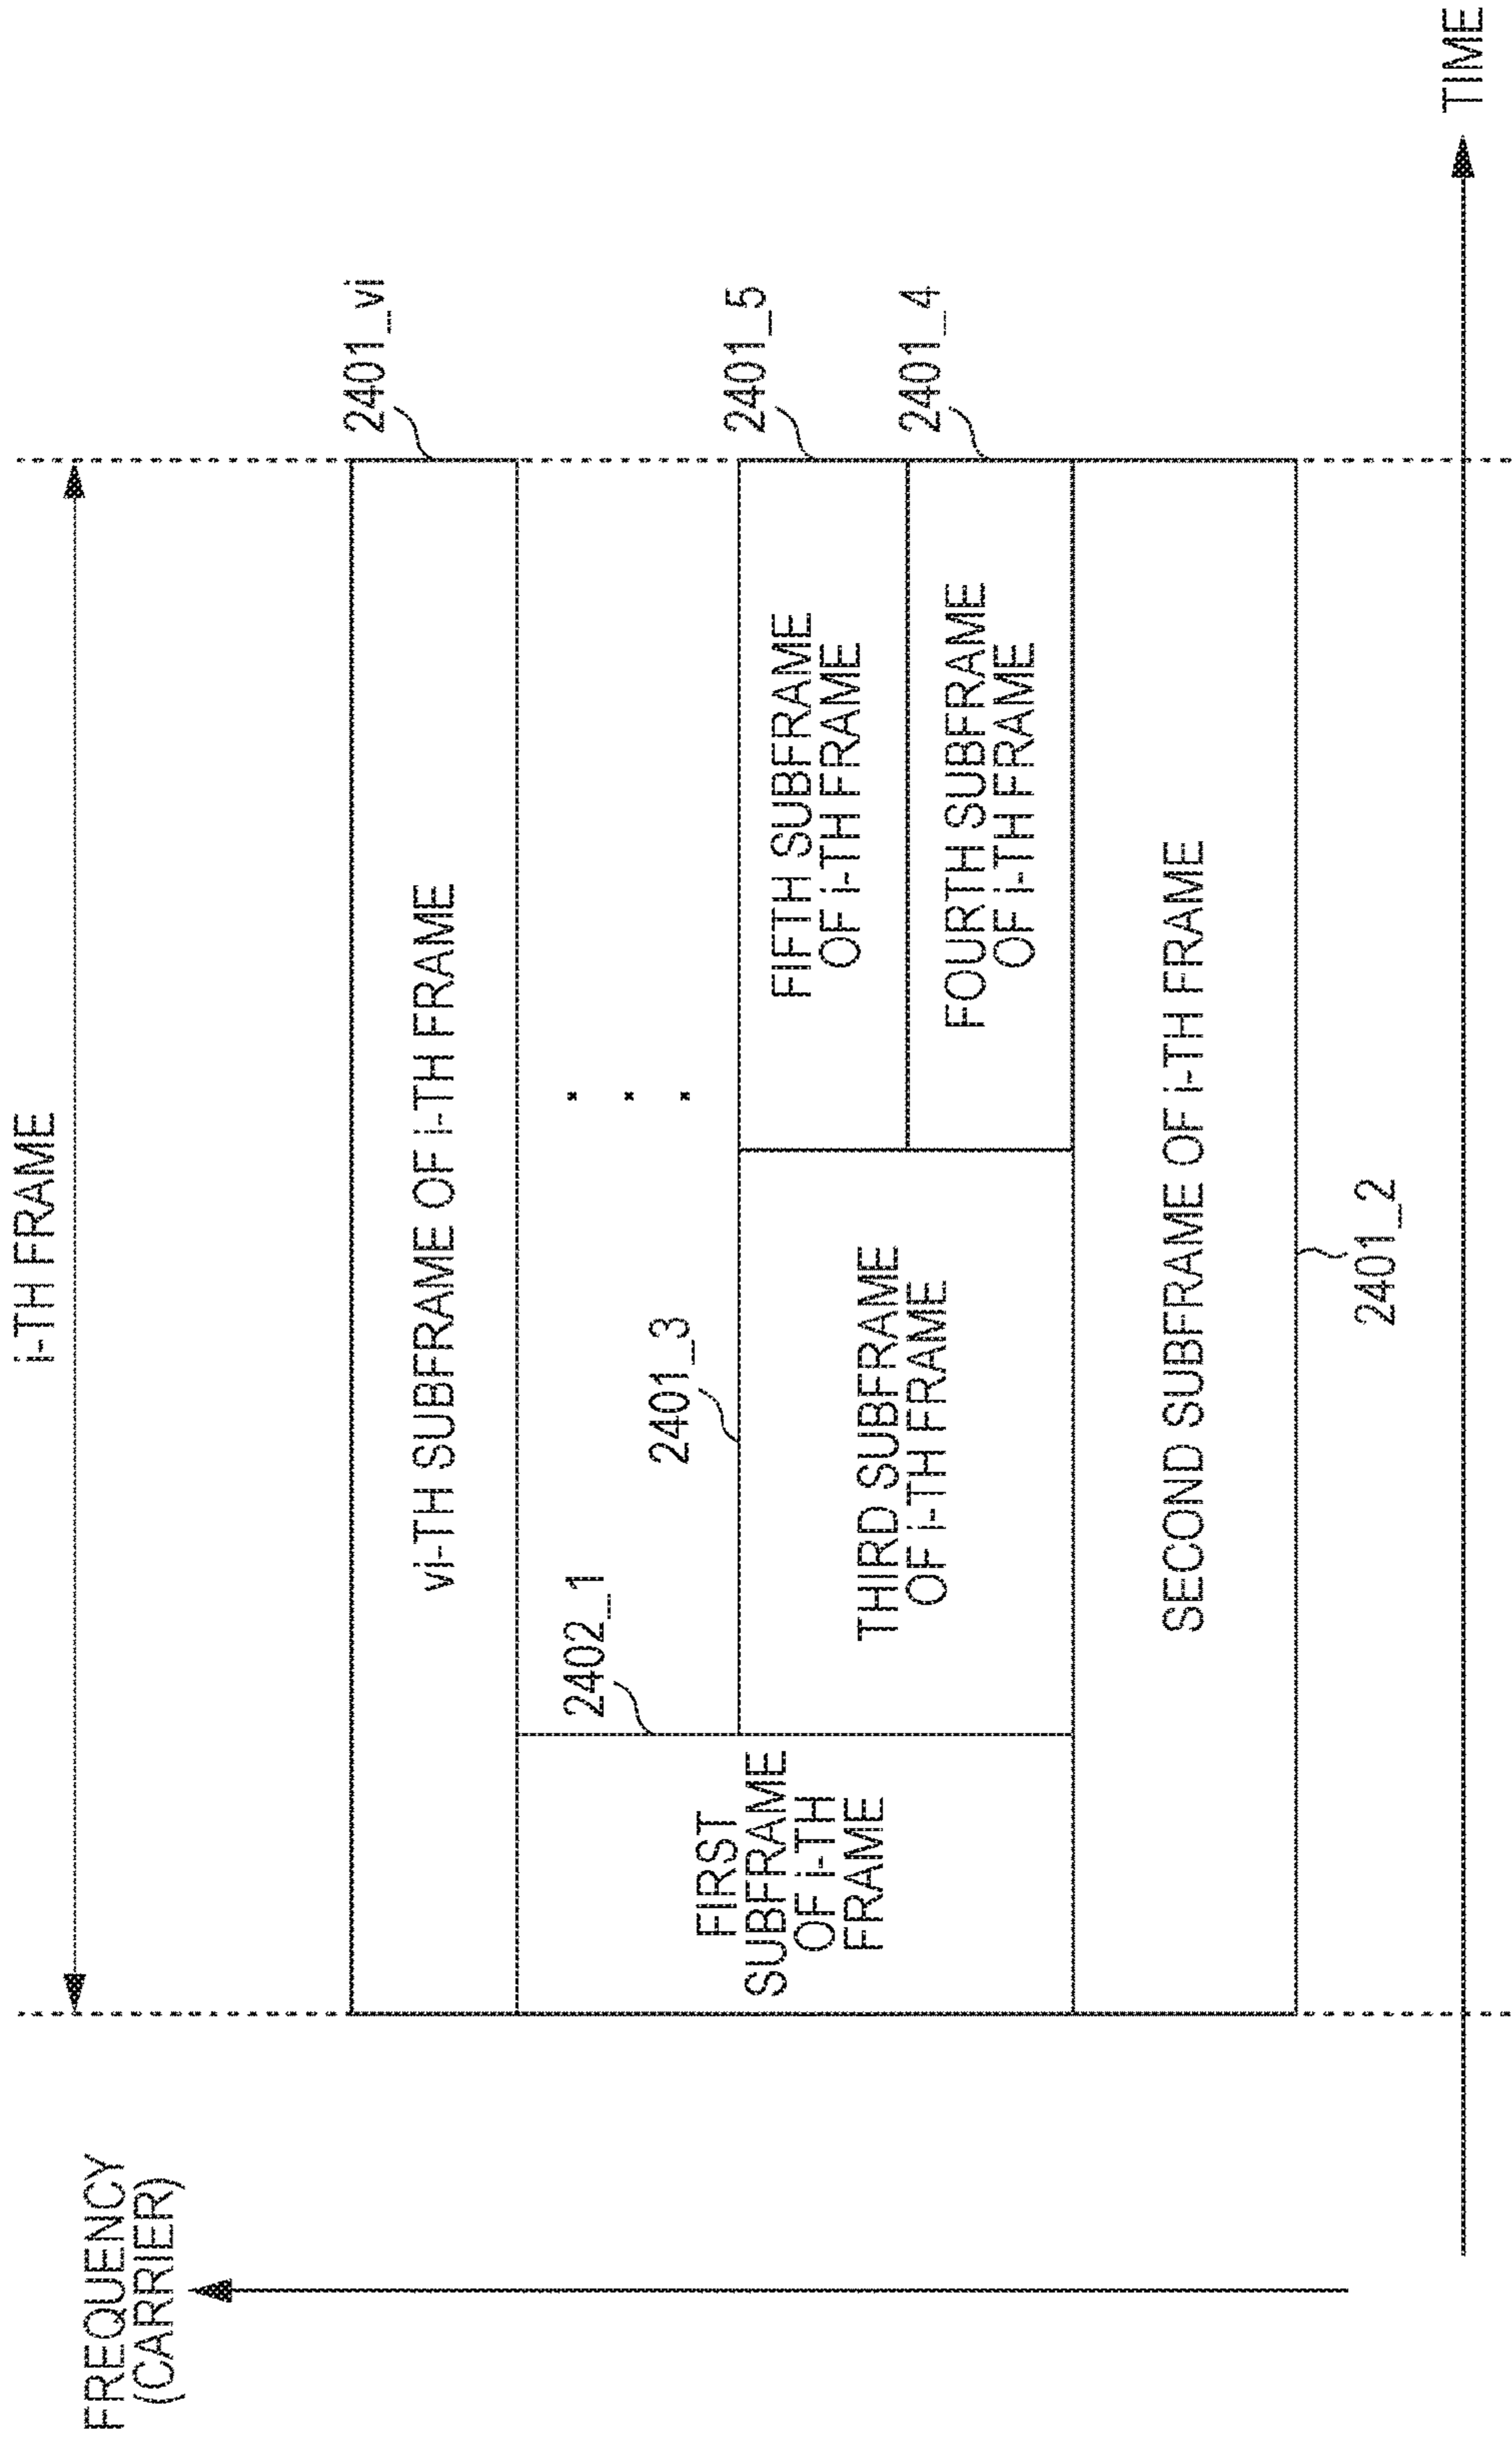 i-TH FRAME
FREQUENCY
(CARRIER)
2401_vi
vi-TH SUBFRAME OF i-TH FRAME
2402_1
2401_3
2401_5
FIRST
SUBFRAME
OF i-TH
FRAME
THIRD SUBFRAME
OF i-TH FRAME
FIFTH SUBFRAME
OF i-TH FRAME
2401_4
FOURTH SUBFRAME
OF i-TH FRAME
SECOND SUBFRAME OF i-TH FRAME
2401_2
TIME